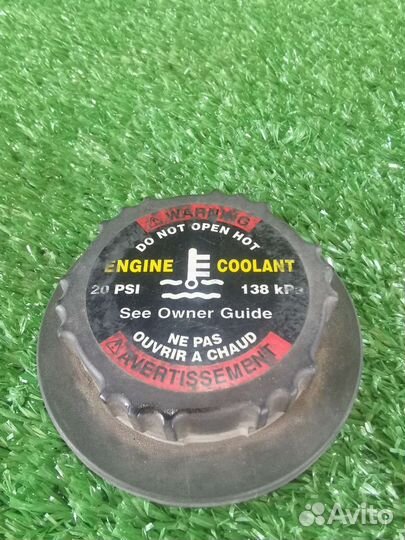 ⚠ WARNING
DO NOT OPEN HOT
ENGINE COOLANT
20 PSI 138 kPa
See Owner Guide
NE PAS
OUVRIR A CHAUD
⚠ AVERTISSEMENT
Avito